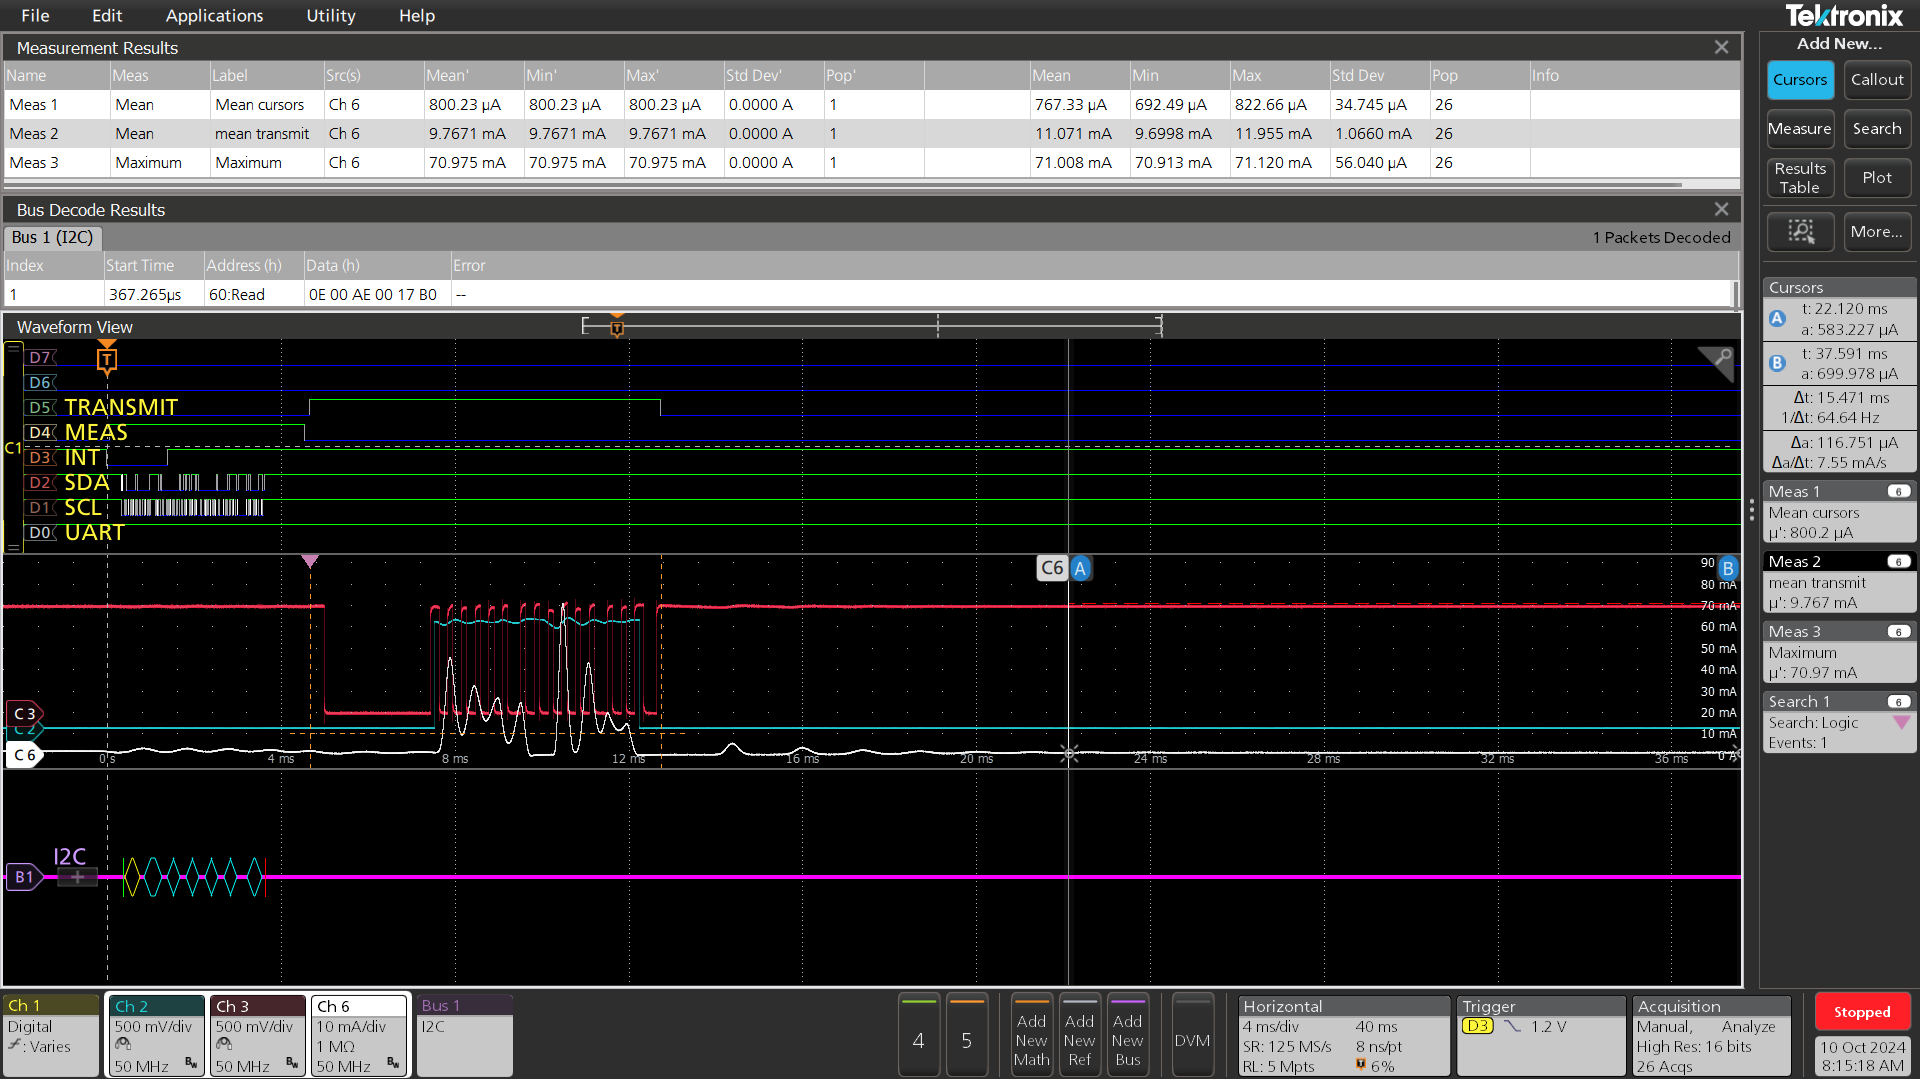 File Edit Applications Utility Help
Tektronix
Measurement Results
Name Meas Label Src(s) Mean' Min' Max' Std Dev' Pop' Mean Min Max Std Dev Pop Info
Meas 1 Mean Mean cursors Ch 6 800.23 µA 800.23 µA 800.23 µA 0.0000 A 1 767.33 µA 692.49 µA 822.66 µA 34.745 µA 26
Meas 2 Mean mean transmit Ch 6 9.7671 mA 9.7671 mA 9.7671 mA 0.0000 A 1 11.071 mA 9.6998 mA 11.955 mA 1.0660 mA 26
Meas 3 Maximum Maximum Ch 6 70.975 mA 70.975 mA 70.975 mA 0.0000 A 1 71.008 mA 70.913 mA 71.120 mA 56.040 µA 26
Bus Decode Results
Bus 1 (I2C)
1 Packets Decoded
Index Start Time Address (h) Data (h) Error
1 367.265µs 60:Read 0E 00 AE 00 17 B0 --
Waveform View
T
T
D7
D6
D5 TRANSMIT
D4 MEAS
C1
D3 INT
D2 SDA
D1 SCL
D0 UART
C6 A
B
90
80 mA
70 mA
60 mA
50 mA
40 mA
30 mA
20 mA
10 mA
0 A
C 3
C 2
C 6
0 s 4 ms 8 ms 12 ms 16 ms 20 ms 24 ms 28 ms 32 ms 36 ms
I2C
B1
+
Add New...
Cursors Callout
Measure Search
Results
Table
Plot
More...
Cursors
A t: 22.120 ms
a: 583.227 µA
B t: 37.591 ms
a: 699.978 µA
Δt: 15.471 ms
1/Δt: 64.64 Hz
Δa: 116.751 µA
Δa/Δt: 7.55 mA/s
Meas 1 6
Mean cursors
µ': 800.2 µA
Meas 2 6
mean transmit
µ': 9.767 mA
Meas 3 6
Maximum
µ': 70.97 mA
Search 1 6
Search: Logic
Events: 1
Ch 1
Digital
: Varies
Ch 2
500 mV/div
50 MHz Bw
Ch 3
500 mV/div
50 MHz Bw
Ch 6
10 mA/div
1 MΩ
50 MHz Bw
Bus 1
I2C
4
5
Add
New
Math
Add
New
Ref
Add
New
Bus
DVM
Horizontal
4 ms/div 40 ms
SR: 125 MS/s 8 ns/pt
RL: 5 Mpts T 6%
Trigger
D3 1.2 V
Acquisition
Manual, Analyze
High Res: 16 bits
26 Acqs
Stopped
10 Oct 2024
8:15:18 AM